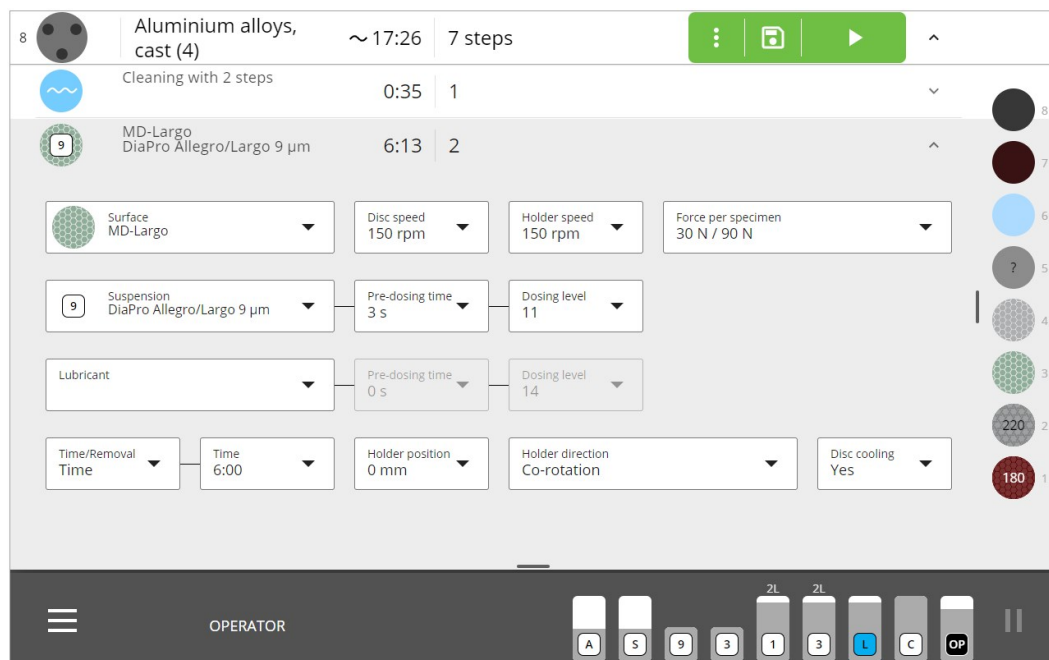 8
Aluminium alloys,
cast (4)
~ 17:26
7 steps
Cleaning with 2 steps
0:35
1
MD-Largo
DiaPro Allegro/Largo 9 µm
9
6:13
2
Surface
MD-Largo
Disc speed
150 rpm
Holder speed
150 rpm
Force per specimen
30 N / 90 N
9
Suspension
DiaPro Allegro/Largo 9 µm
Pre-dosing time
3 s
Dosing level
11
Lubricant
Pre-dosing time
0 s
Dosing level
14
Time/Removal
Time
Time
6:00
Holder position
0 mm
Holder direction
Co-rotation
Disc cooling
Yes
8
7
6
? 5
4
3
220 2
180 1
OPERATOR
2L 2L
A S 9 3 1 3 L C OP